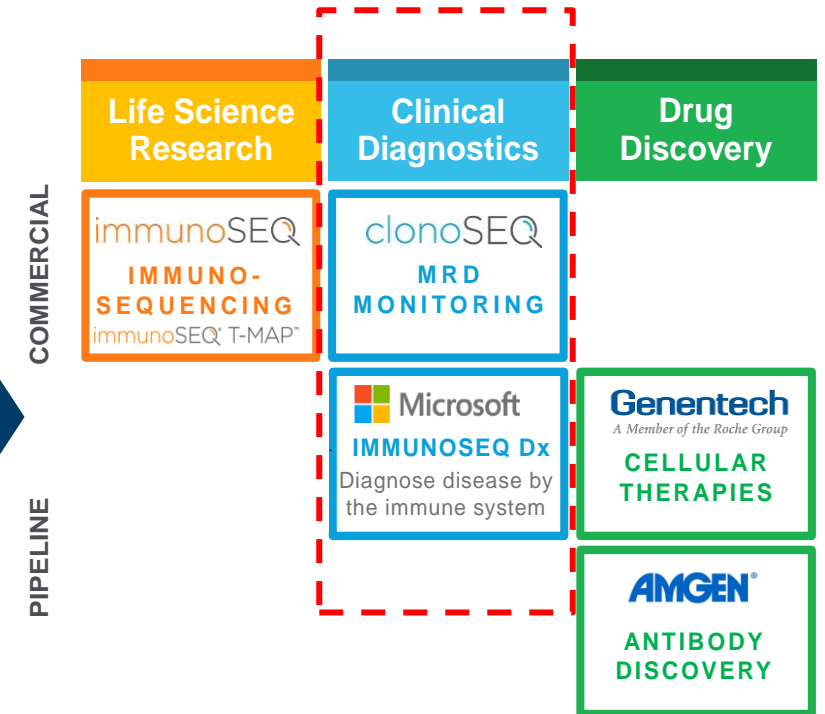 Life Science
Research
Clinical
Diagnostics
Drug
Discovery
COMMERCIAL
immunoSEQ
IMMUNO-
SEQUENCING
immunoSEQ® T-MAP™
clonoSEQ
MRD
MONITORING
PIPELINE
Microsoft
IMMUNOSEQ Dx
Diagnose disease by
the immune system
Genentech
A Member of the Roche Group
CELLULAR
THERAPIES
AMGEN®
ANTIBODY
DISCOVERY